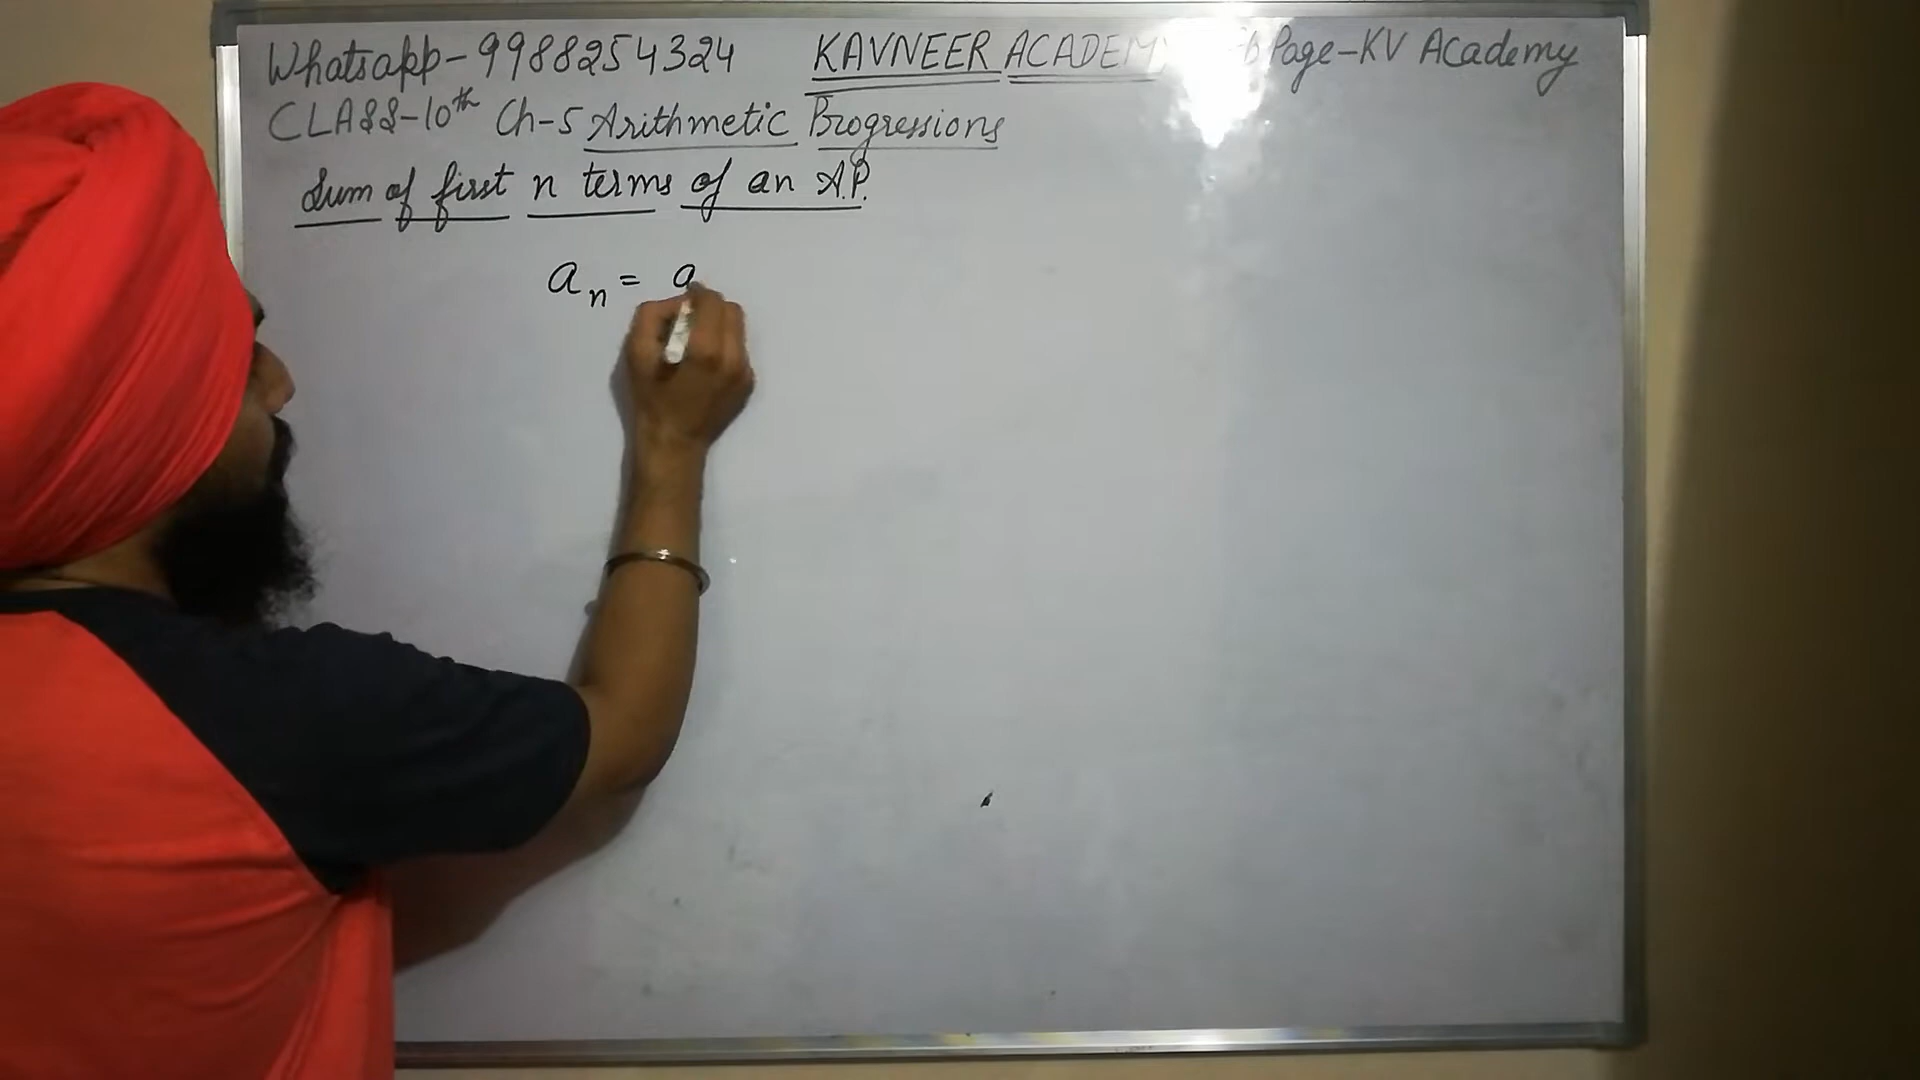 Whatsapp-9988254324 KAVNEER ACADEMY Fb Page-KV Academy
CLASS-10th Ch-5 Arithmetic Progressions
Sum of first n terms of an A.P.
an = a